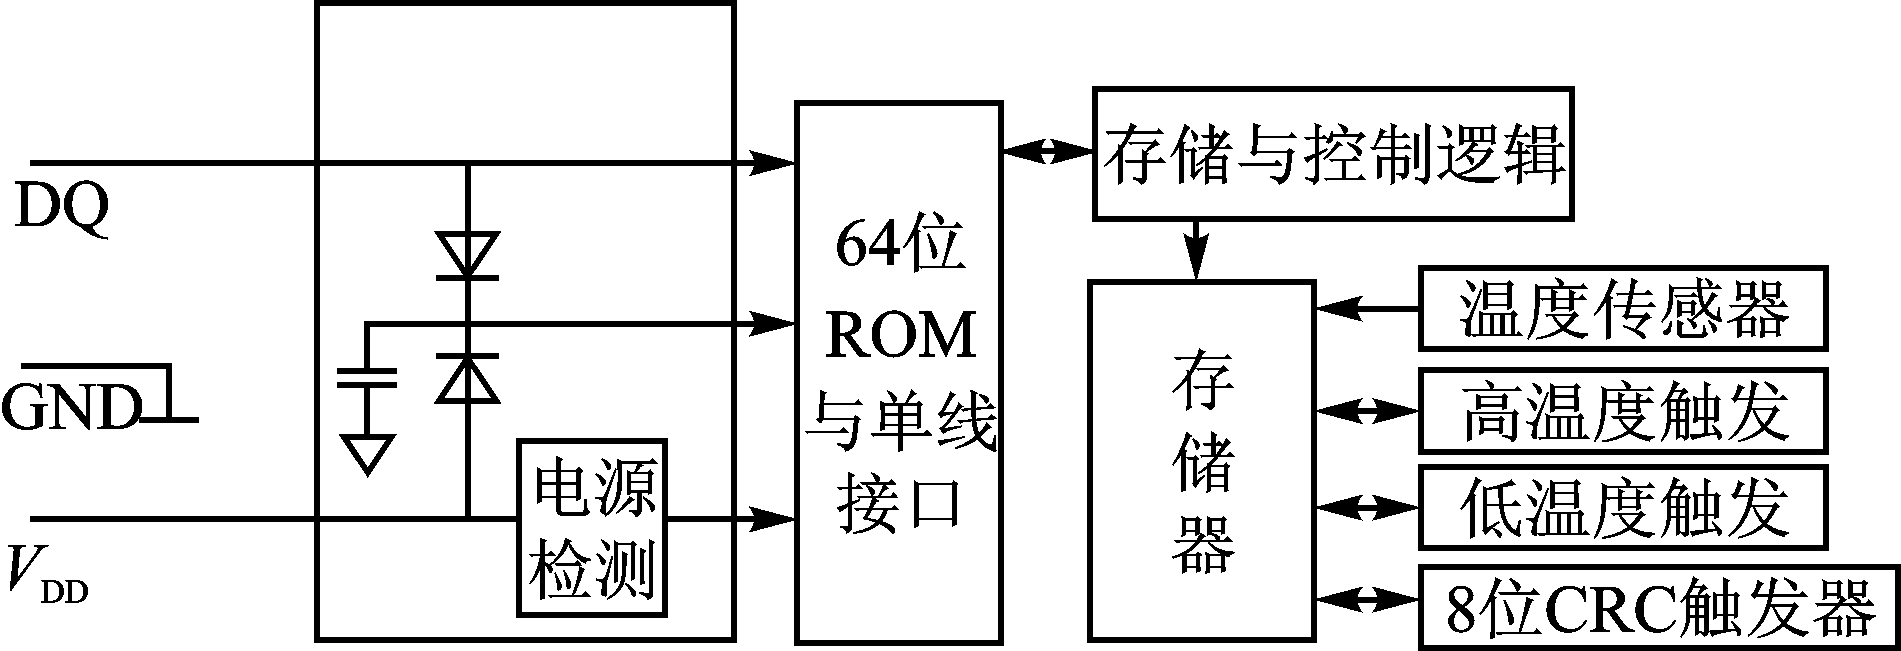 DQ
GND
VDD
电源
检测
64位
ROM
与单线
接口
存储与控制逻辑
存
储
器
温度传感器
高温度触发
低温度触发
8位CRC触发器